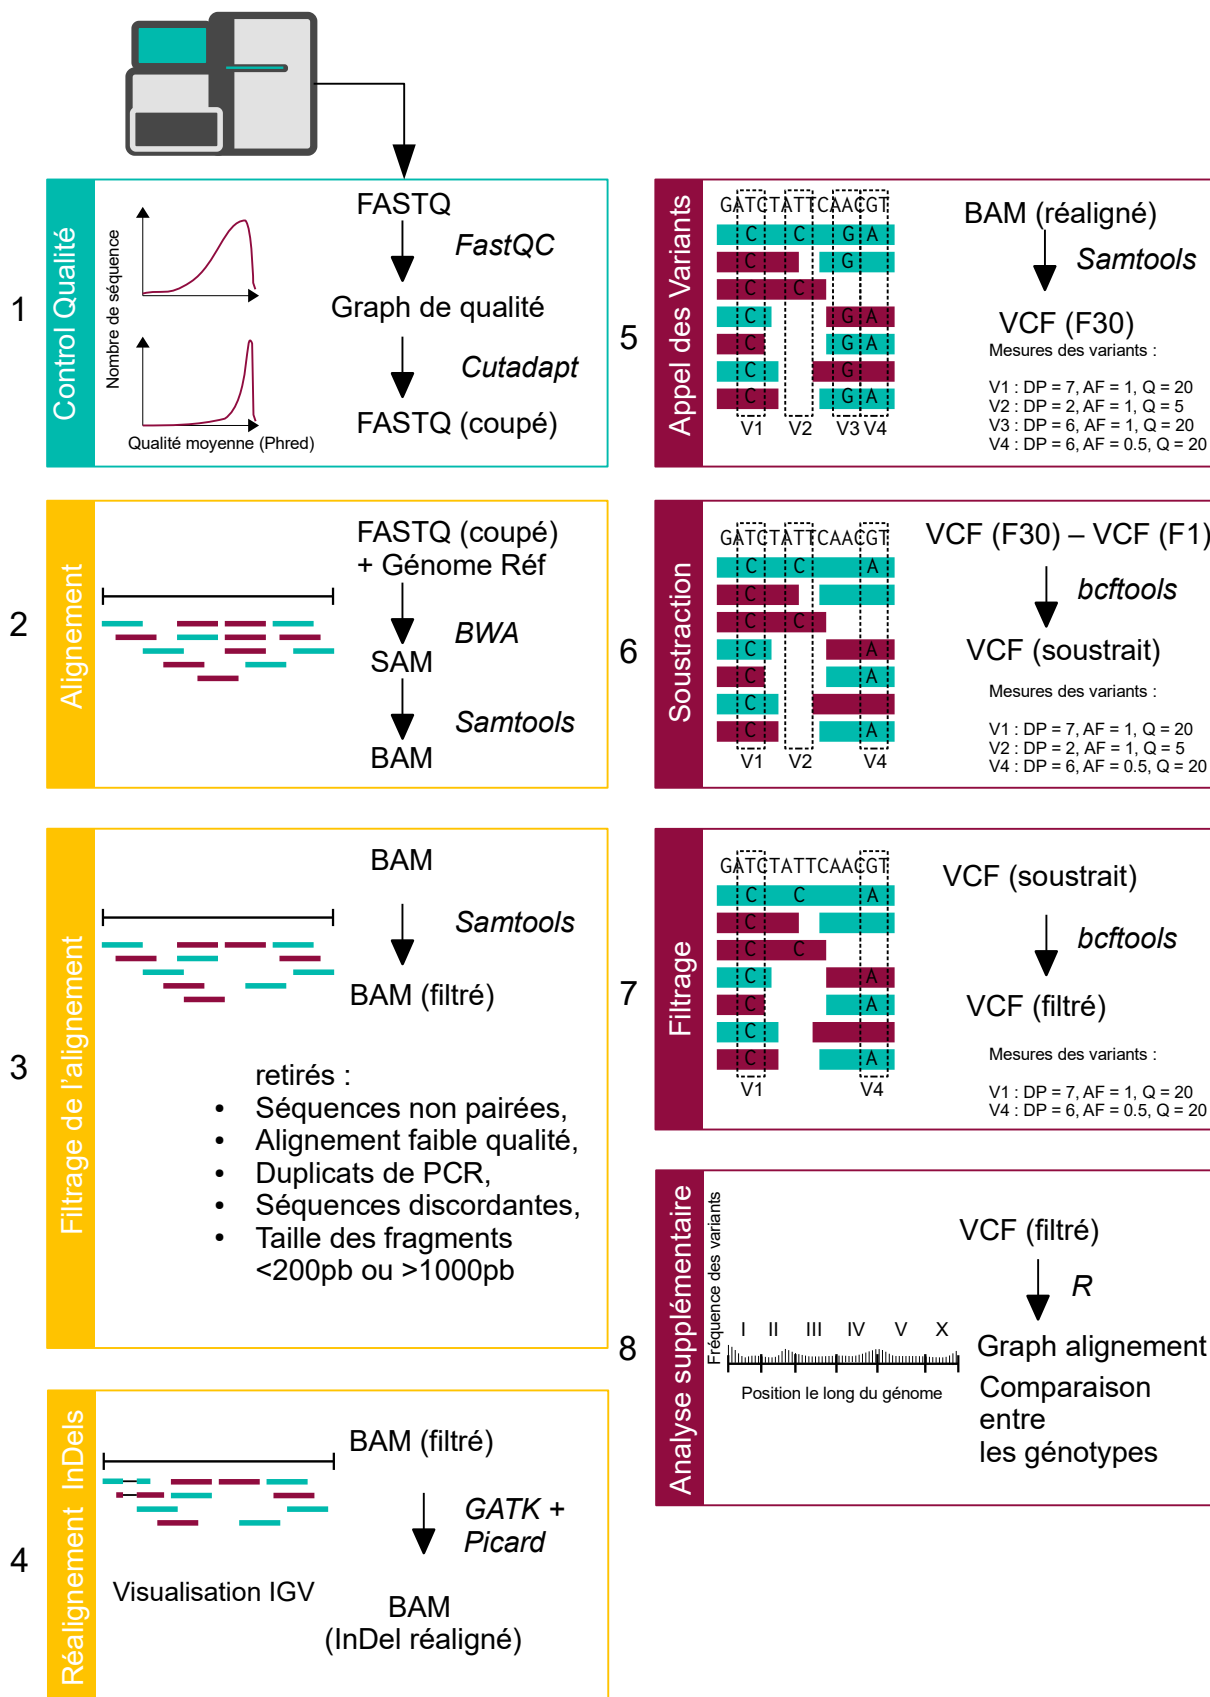 1
Control Qualité
Nombre de séquence
Qualité moyenne (Phred)
FASTQ
FastQC
Graph de qualité
Cutadapt
FASTQ (coupé)
2
Alignement
FASTQ (coupé)
+ Génome Réf
BWA
SAM
Samtools
BAM
3
Filtrage de l'alignement
BAM
Samtools
BAM (filtré)
retirés :
• Séquences non pairées,
• Alignement faible qualité,
• Duplicats de PCR,
• Séquences discordantes,
• Taille des fragments
<200pb ou >1000pb
4
Réalignement InDels
BAM (filtré)
GATK +
Picard
Visualisation IGV
BAM
(InDel réaligné)
5
Appel des Variants
GATCTATTCAACGT
C C G A
C G
C C
C G A
C G A
C G
C G A
V1 V2 V3 V4
BAM (réaligné)
Samtools
VCF (F30)
Mesures des variants :
V1 : DP = 7, AF = 1, Q = 20
V2 : DP = 2, AF = 1, Q = 5
V3 : DP = 6, AF = 1, Q = 20
V4 : DP = 6, AF = 0.5, Q = 20
6
Soustraction
GATCTATTCAACGT
C C A
C
C C
C A
C A
C
C A
V1 V2 V4
VCF (F30) – VCF (F1)
bcftools
VCF (soustrait)
Mesures des variants :
V1 : DP = 7, AF = 1, Q = 20
V2 : DP = 2, AF = 1, Q = 5
V4 : DP = 6, AF = 0.5, Q = 20
7
Filtrage
GATCTATTCAACGT
C C A
C
C C
C A
C A
C
C A
V1 V4
VCF (soustrait)
bcftools
VCF (filtré)
Mesures des variants :
V1 : DP = 7, AF = 1, Q = 20
V4 : DP = 6, AF = 0.5, Q = 20
8
Analyse supplémentaire
Fréquence des variants
I II III IV V X
Position le long du génome
VCF (filtré)
R
Graph alignement
Comparaison
entre
les génotypes